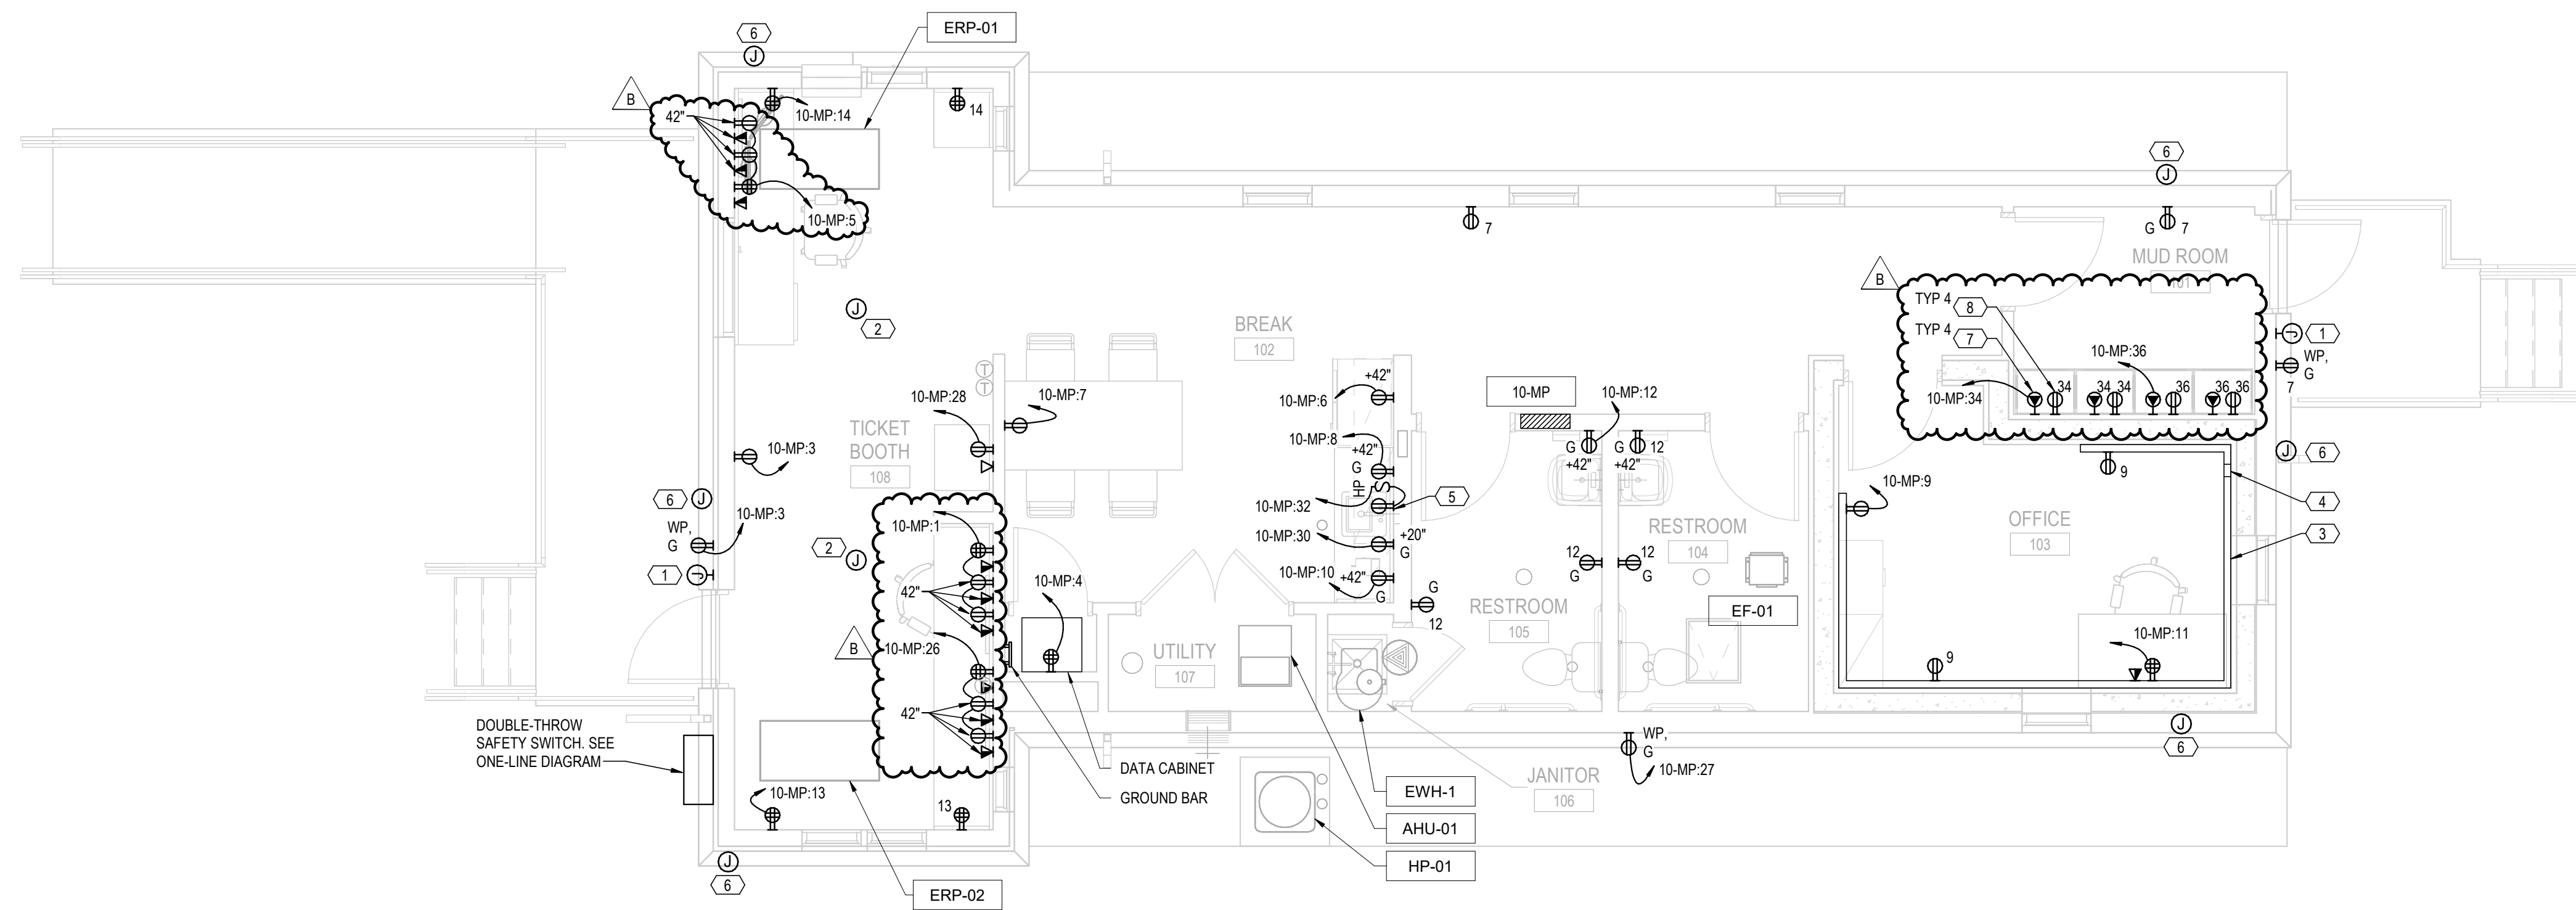 6
J
ERP-01
B
42"
10-MP:14
14
10-MP:5
6
J
7
G
7
MUD ROOM
101
B
TYP 4
8
TYP 4
7
10-MP:36
34
34
34
36
36
36
10-MP:34
J
1
WP,
G
7
J
2
BREAK
102
T
T
10-MP:28
10-MP:7
TICKET
BOOTH
108
10-MP:3
+42"
10-MP:6
10-MP:8
+42"
G
HP
S
10-MP:32
5
10-MP:30
+20"
G
10-MP:10
+42"
G
10-MP
10-MP:12
G
+42"
G
12
+42"
J
6
9
10-MP:9
4
OFFICE
103
3
6
J
WP,
G
10-MP:3
1
J
2
J
10-MP:1
42"
10-MP:26
B
42"
10-MP:4
RESTROOM
104
12
G
12
G
G
12
RESTROOM
105
EF-01
UTILITY
107
10-MP:11
9
DOUBLE-THROW
SAFETY SWITCH. SEE
ONE-LINE DIAGRAM
DATA CABINET
GROUND BAR
10-MP:13
13
WP,
G
10-MP:27
JANITOR
106
J
6
EWH-1
AHU-01
HP-01
J
6
ERP-02